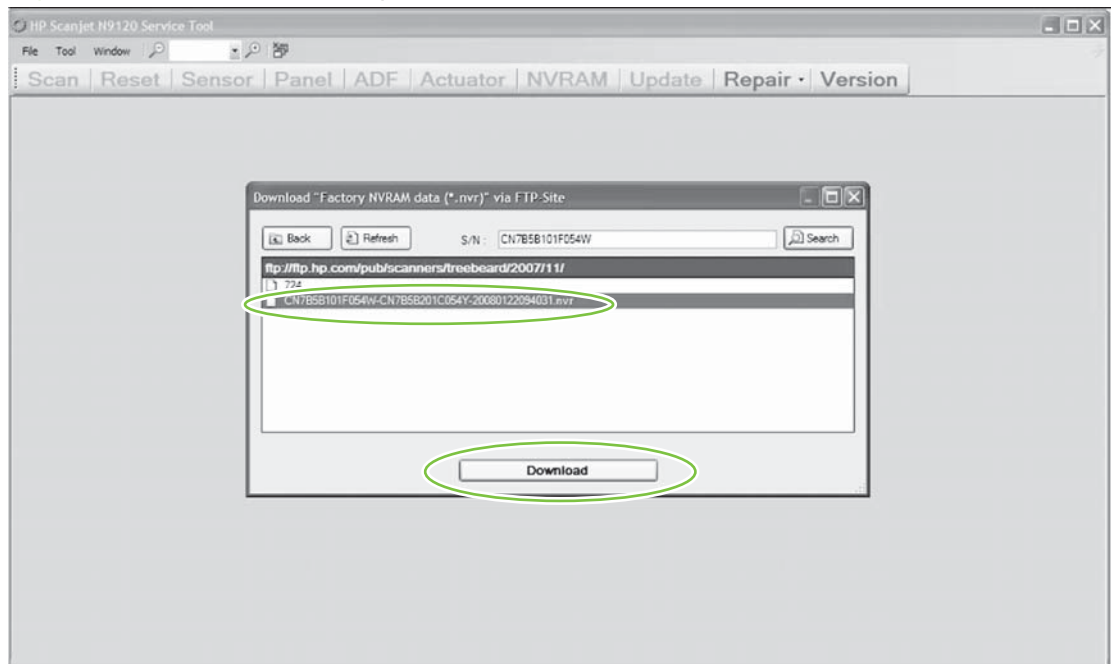 HP Scanjet N9120 Service Tool
File Tool Window
Scan Reset Sensor Panel ADF Actuator NVRAM Update Repair Version
Download "Factory NVRAM data (*.nvr)" via FTP-Site
Back Refresh S/N : CN7B5B101F054W Search
ftp://ftp.hp.com/pub/scanners/treebeard/2007/11/
724
CN7B5B101F054W-CN7B5B201C054Y-20080122094031.nvr
Download